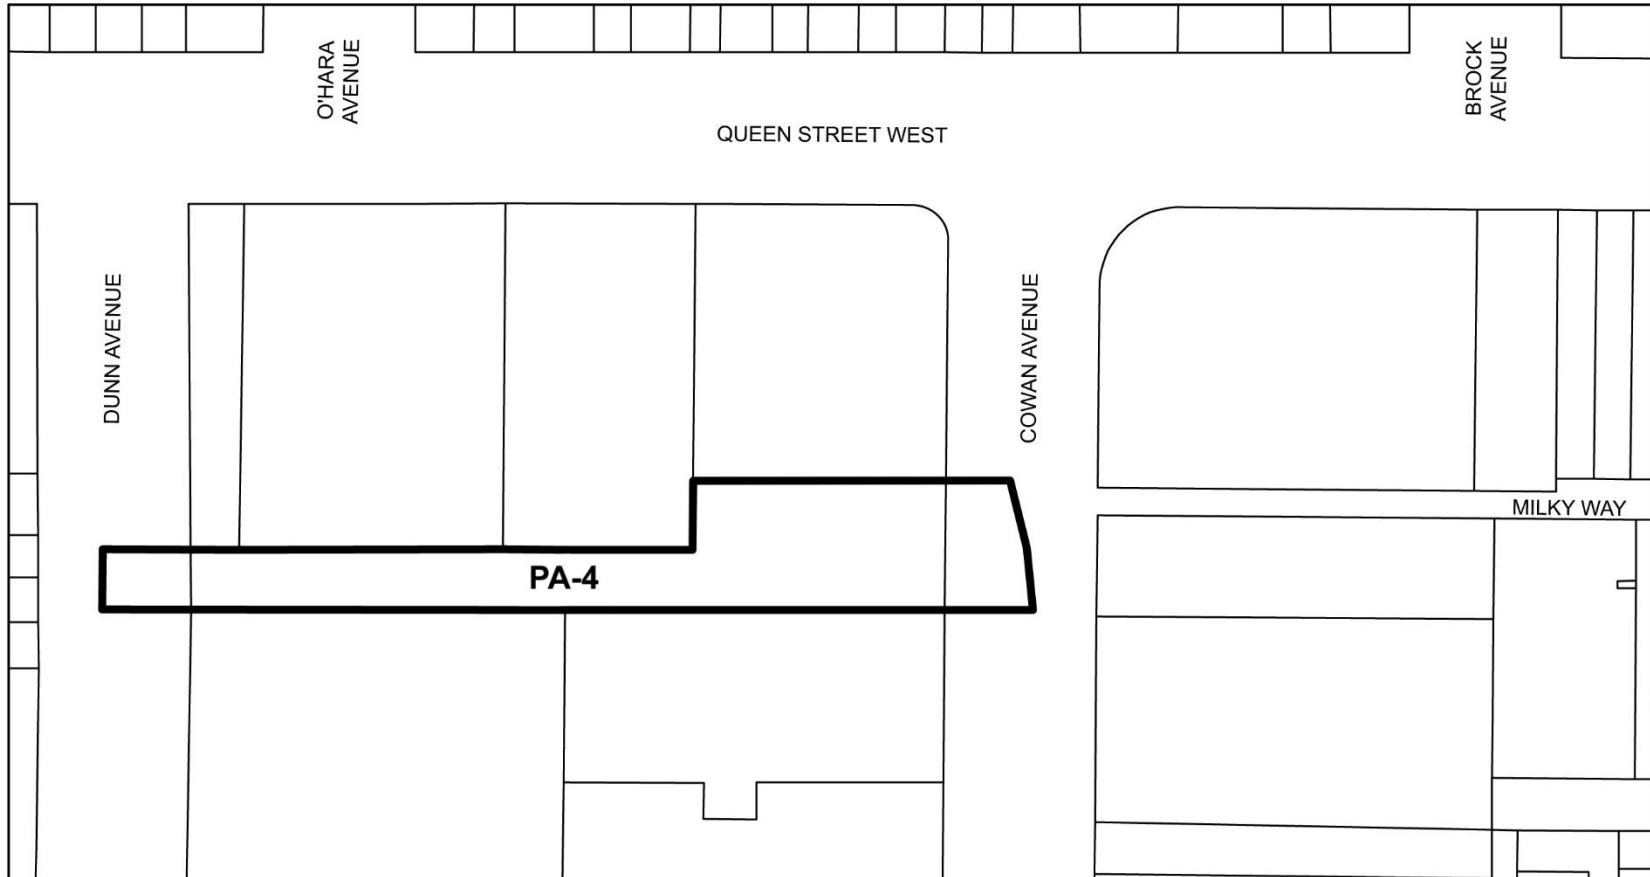 O'HARA
AVENUE
BROCK
AVENUE
QUEEN STREET WEST
DUNN AVENUE
COWAN AVENUE
MILKY WAY
PA-4